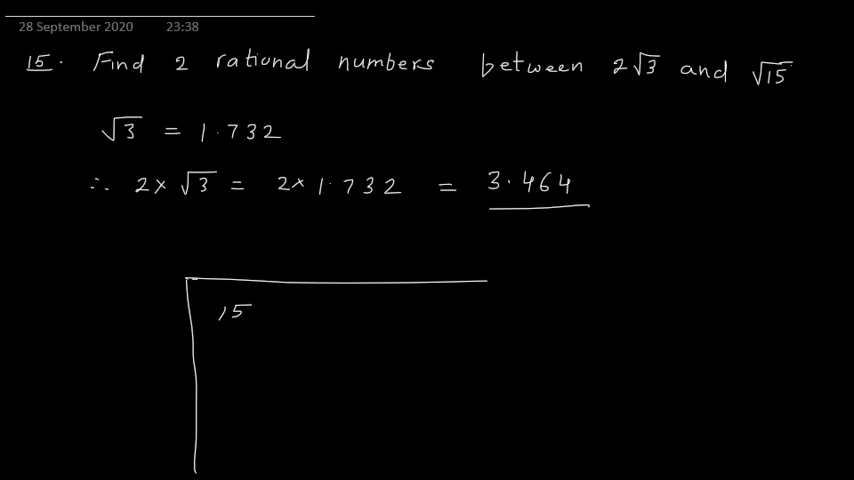 28 September 2020 23:38
15. Find 2 rational numbers between 2√3 and √15
√3 = 1.732
∴ 2 × √3 = 2 × 1.732 = 3.464
15